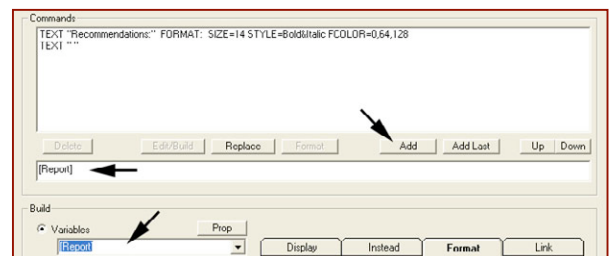 Commands
TEXT "Recommendations:" FORMAT: SIZE=14 STYLE=Bold&Italic FCOLOR=0,64,128
TEXT " "
Delete Edit/Build Replace Format Add Add Last Up Down
[Report]
Build
Variables Prop
[Report] Display Instead Format Link